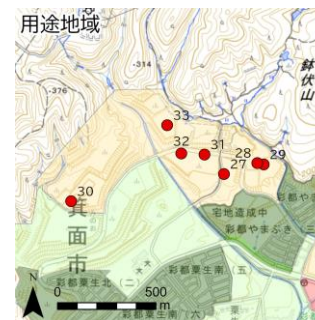 用途地域
-314
-376
鉢伏山
33
32
31
28
29
27
30
箕面市
宅地造成中
彩都やまぶき
彩都粟生北(二)
彩都粟生南(五)
彩都粟生南(六)
大
大
N
0
500
m